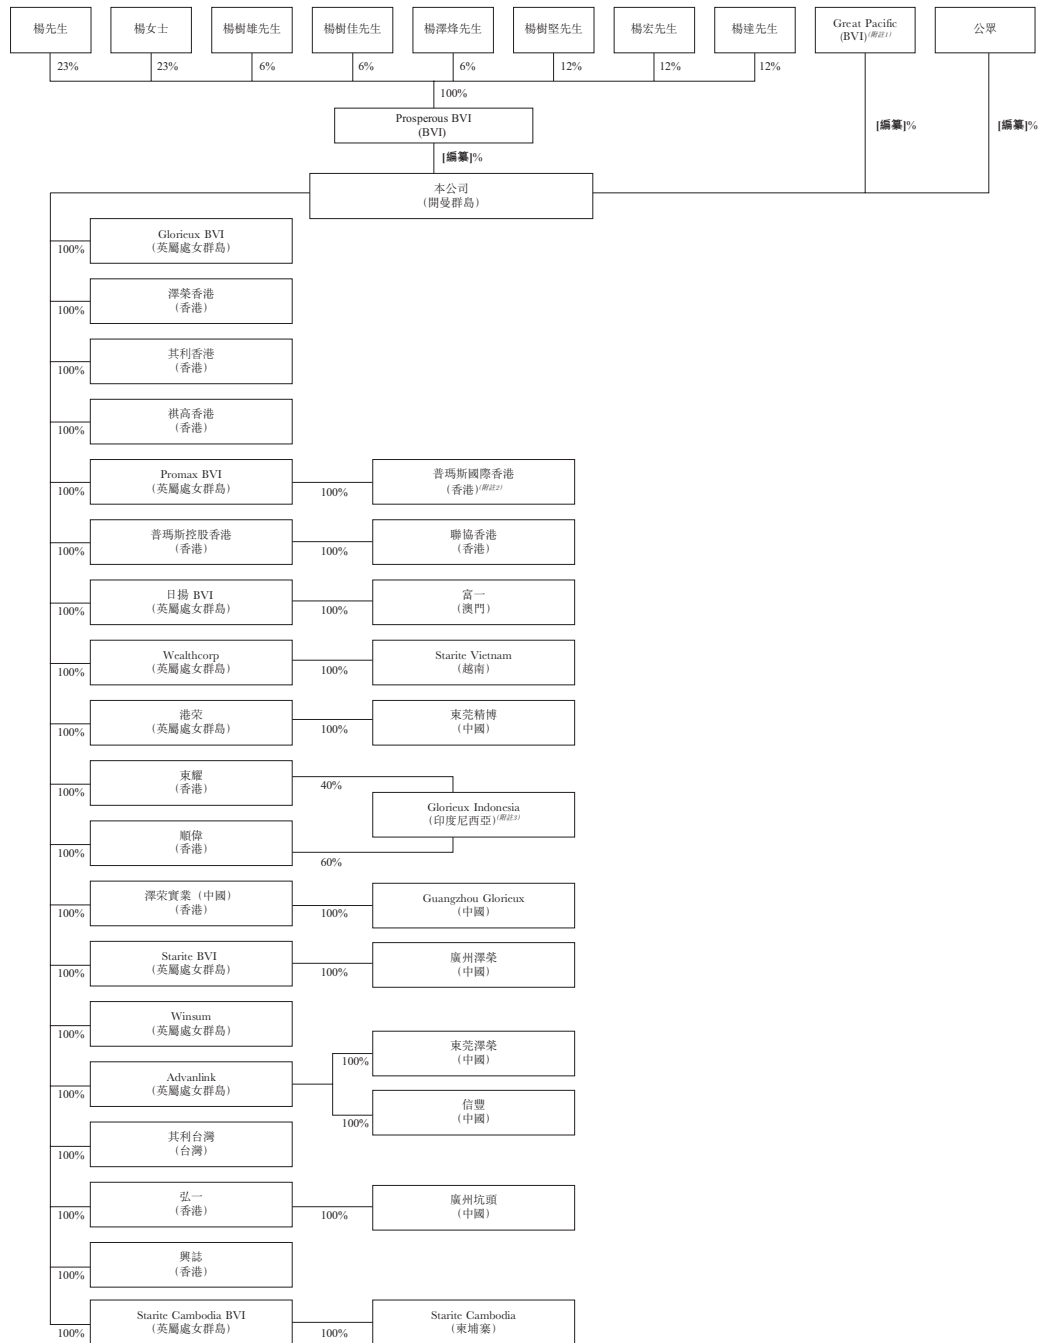 楊先生
楊女士
楊樹雄先生
楊樹佳先生
楊澤烽先生
楊樹堅先生
楊宏先生
楊達先生
Great Pacific
(BVI)(附註1)
公眾
23%
23%
6%
6%
6%
12%
12%
12%
100%
Prosperous BVI
(BVI)
[編纂]%
[編纂]%
[編纂]%
本公司
(開曼群島)
Glorieux BVI
(英屬處女群島)
100%
澤榮香港
(香港)
100%
其利香港
(香港)
100%
祺高香港
(香港)
100%
Promax BVI
(英屬處女群島)
100%
100%
普瑪斯國際香港
(香港)(附註2)
普瑪斯控股香港
(香港)
100%
100%
聯協香港
(香港)
日揚 BVI
(英屬處女群島)
100%
100%
富一
(澳門)
Wealthcorp
(英屬處女群島)
100%
100%
Starite Vietnam
(越南)
港荣
(英屬處女群島)
100%
100%
東莞精博
(中國)
東耀
(香港)
100%
40%
Glorieux Indonesia
(印度尼西亞)(附註3)
順偉
(香港)
100%
60%
澤荣實業(中國)
(香港)
100%
100%
Guangzhou Glorieux
(中國)
Starite BVI
(英屬處女群島)
100%
100%
廣州澤榮
(中國)
Winsum
(英屬處女群島)
100%
Advanlink
(英屬處女群島)
100%
100%
東莞澤榮
(中國)
100%
信豐
(中國)
其利台灣
(台灣)
100%
弘一
(香港)
100%
100%
廣州坑頭
(中國)
興誌
(香港)
100%
Starite Cambodia BVI
(英屬處女群島)
100%
100%
Starite Cambodia
(柬埔寨)